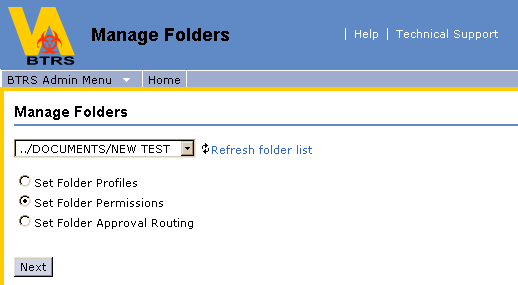 VA
BTRS
Manage Folders
| Help | Technical Support
BTRS Admin Menu
Home
Manage Folders
../DOCUMENTS/NEW TEST
Refresh folder list
Set Folder Profiles
Set Folder Permissions
Set Folder Approval Routing
Next